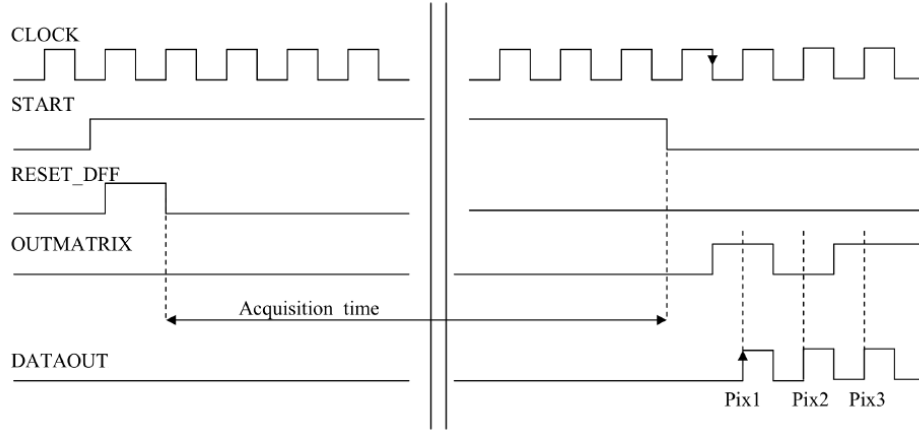 CLOCK
START
RESET_DFF
OUTMATRIX
Acquisition time
DATAOUT
Pix1 Pix2 Pix3